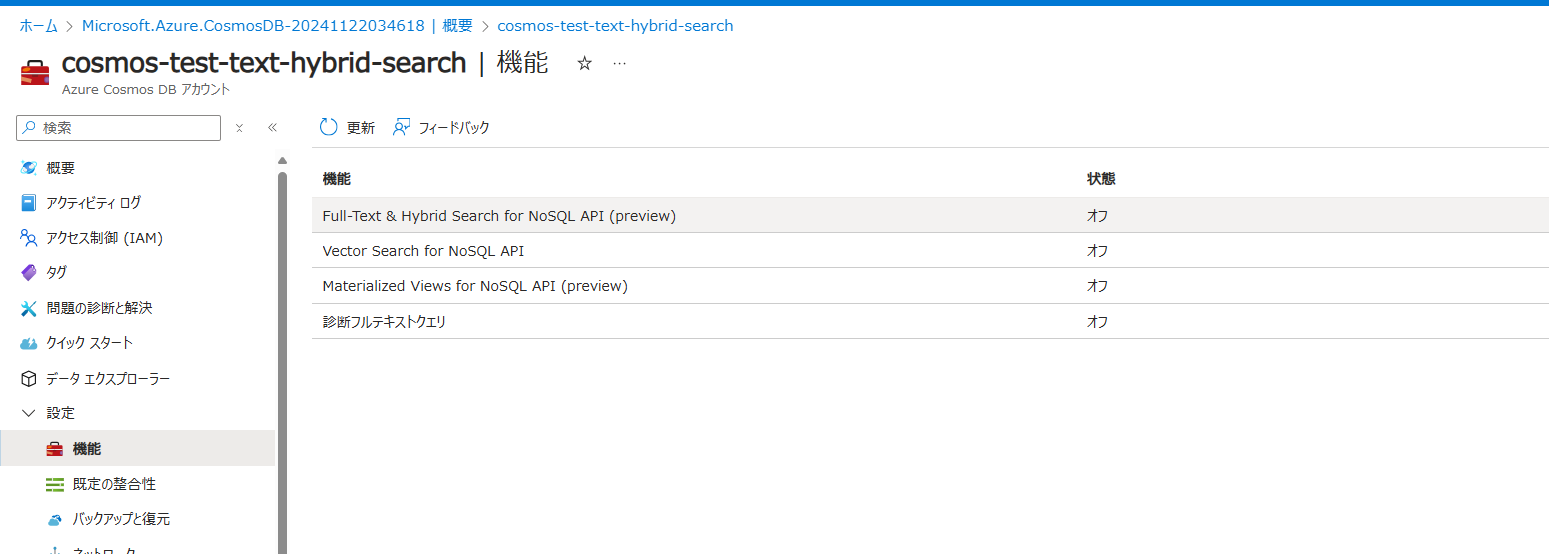 ホーム > Microsoft.Azure.CosmosDB-20241122034618 | 概要 > cosmos-test-text-hybrid-search
cosmos-test-text-hybrid-search | 機能
Azure Cosmos DB アカウント
検索
更新 フィードバック
概要
アクティビティ ログ
アクセス制御 (IAM)
タグ
問題の診断と解決
クイック スタート
データ エクスプローラー
設定
機能
既定の整合性
バックアップと復元
ネットワーク
機能 状態
Full-Text & Hybrid Search for NoSQL API (preview) オフ
Vector Search for NoSQL API オフ
Materialized Views for NoSQL API (preview) オフ
診断フルテキストクエリ オフ